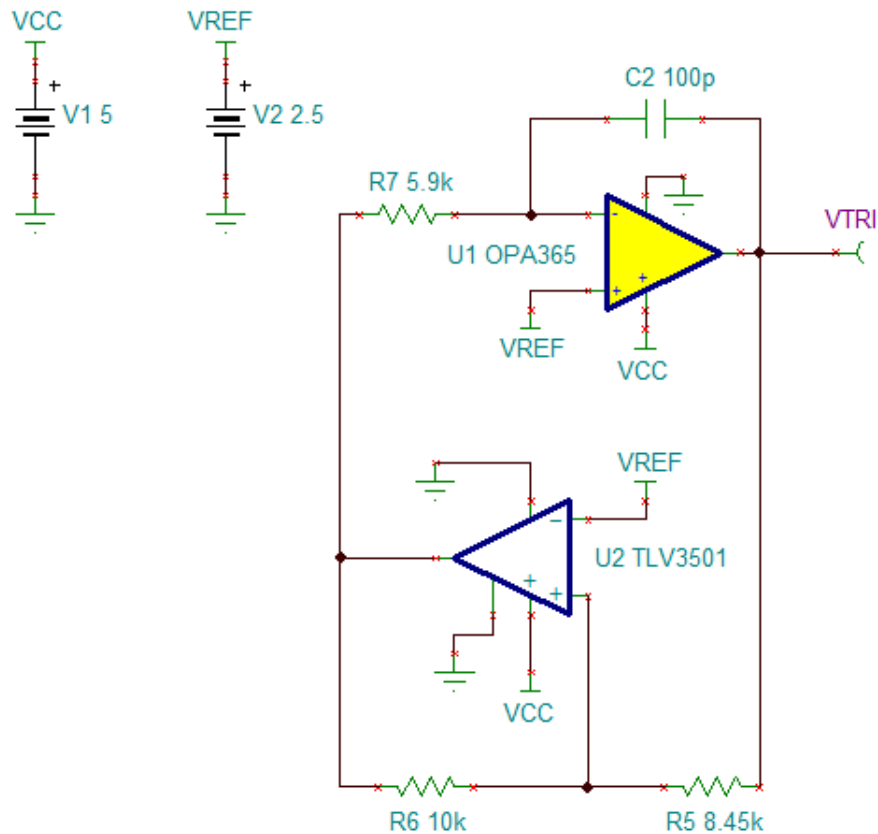 VCC
VREF
+
V1 5
+
V2 2.5
C2 100p
R7 5.9k
-
U1 OPA365
+
+
VTRI
VREF
VCC
VREF
−
U2 TLV3501
+
+
VCC
R6 10k
R5 8.45k